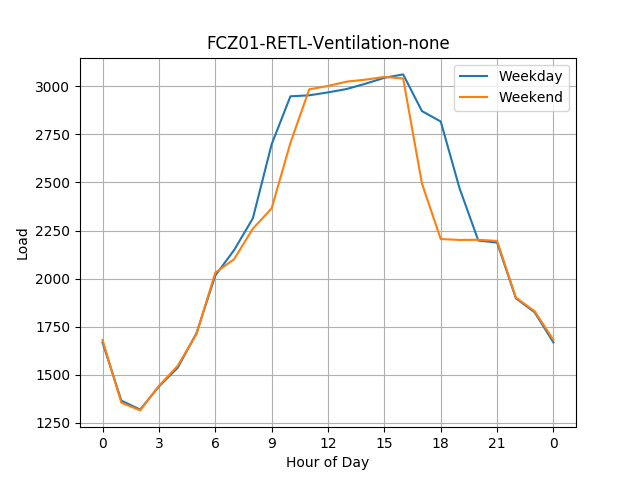 FCZ01-RETL-Ventilation-none
Weekday
Weekend
Load
3000
2750
2500
2250
2000
1750
1500
1250
0 3 6 9 12 15 18 21 0
Hour of Day